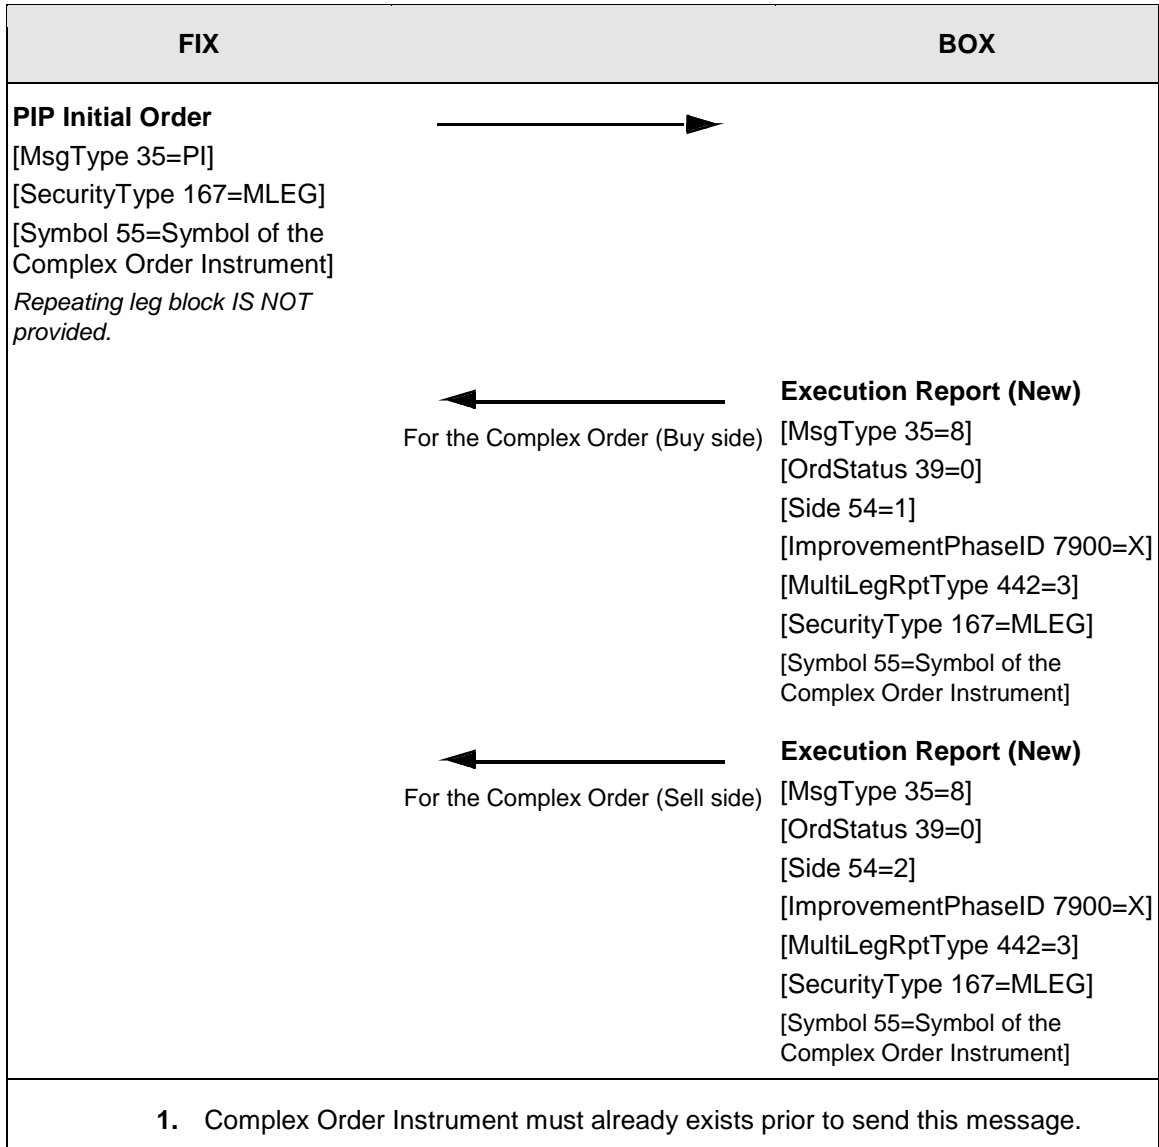 FIX
BOX
PIP Initial Order
[MsgType 35=PI]
[SecurityType 167=MLEG]
[Symbol 55=Symbol of the
Complex Order Instrument]
Repeating leg block IS NOT
provided.
Execution Report (New)
For the Complex Order (Buy side)
[MsgType 35=8]
[OrdStatus 39=0]
[Side 54=1]
[ImprovementPhaseID 7900=X]
[MultiLegRptType 442=3]
[SecurityType 167=MLEG]
[Symbol 55=Symbol of the
Complex Order Instrument]
Execution Report (New)
For the Complex Order (Sell side)
[MsgType 35=8]
[OrdStatus 39=0]
[Side 54=2]
[ImprovementPhaseID 7900=X]
[MultiLegRptType 442=3]
[SecurityType 167=MLEG]
[Symbol 55=Symbol of the
Complex Order Instrument]
1. Complex Order Instrument must already exists prior to send this message.